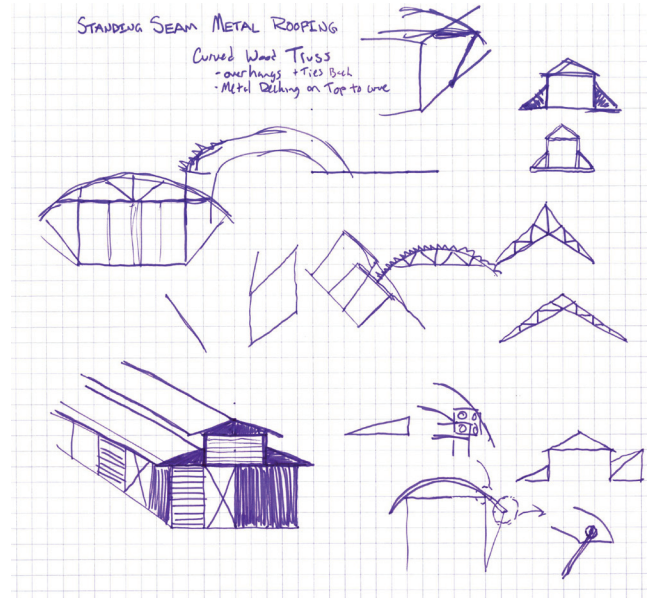 STANDING SEAM METAL ROOFING
Curved Wood Truss
- overhangs + Ties Back
- Metal Decking on Top to curve